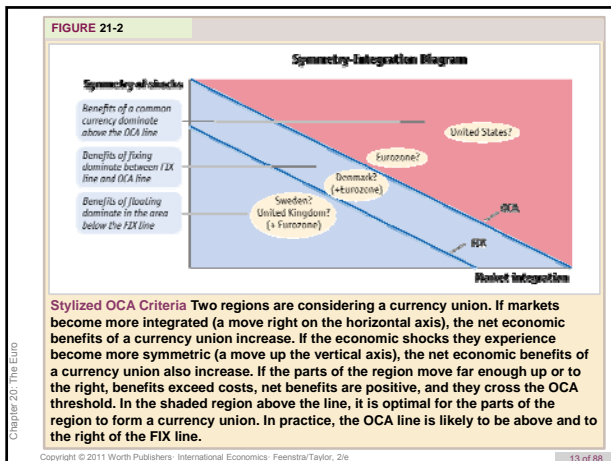 FIGURE 21-2
Symmetry-Integration Diagram
Symmetry of shocks
Benefits of a common
currency dominate
above the OCA line
Benefits of fixing
dominate between FIX
line and OCA line
Benefits of floating
dominate in the area
below the FIX line
United States?
Eurozone?
Denmark?
(+Eurozone)
Sweden?
United Kingdom?
(+ Eurozone)
OCA
FIX
Market integration
Stylized OCA Criteria Two regions are considering a currency union. If markets
become more integrated (a move right on the horizontal axis), the net economic
benefits of a currency union increase. If the economic shocks they experience
become more symmetric (a move up the vertical axis), the net economic benefits of
a currency union also increase. If the parts of the region move far enough up or to
the right, benefits exceed costs, net benefits are positive, and they cross the OCA
threshold. In the shaded region above the line, it is optimal for the parts of the
region to form a currency union. In practice, the OCA line is likely to be above and to
the right of the FIX line.
Chapter 20: The Euro
Copyright © 2011 Worth Publishers· International Economics· Feenstra/Taylor, 2/e
13 of 88